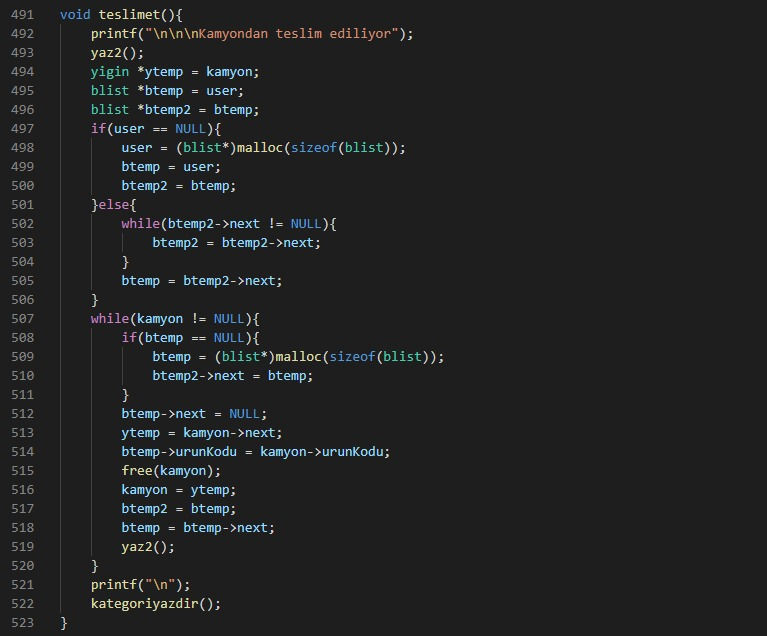 491 void teslimet(){
492     printf("\n\n\nKamyondan teslim ediliyor");
493     yaz2();
494     yigin *ytemp = kamyon;
495     blist *btemp = user;
496     blist *btemp2 = btemp;
497     if(user == NULL){
498         user = (blist*)malloc(sizeof(blist));
499         btemp = user;
500         btemp2 = btemp;
501     }else{
502         while(btemp2->next != NULL){
503             btemp2 = btemp2->next;
504         }
505         btemp = btemp2->next;
506     }
507     while(kamyon != NULL){
508         if(btemp == NULL){
509             btemp = (blist*)malloc(sizeof(blist));
510             btemp2->next = btemp;
511         }
512         btemp->next = NULL;
513         ytemp = kamyon->next;
514         btemp->urunKodu = kamyon->urunKodu;
515         free(kamyon);
516         kamyon = ytemp;
517         btemp2 = btemp;
518         btemp = btemp->next;
519         yaz2();
520     }
521     printf("\n");
522     kategoriyazdir();
523 }